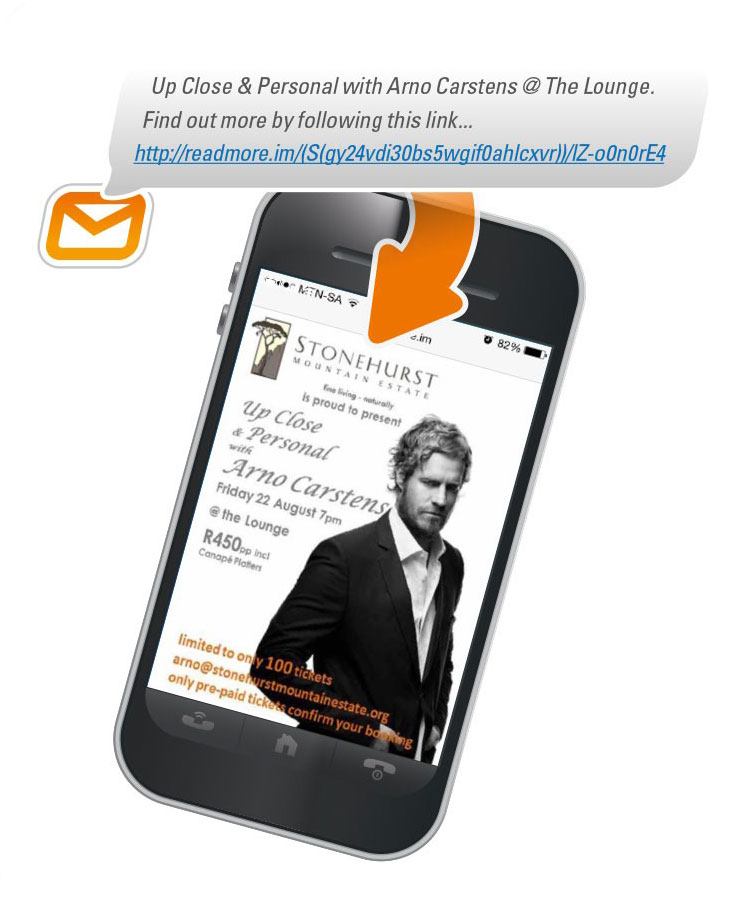 Up Close & Personal with Arno Carstens @ The Lounge.
Find out more by following this link...
http://readmore.im/(S(gy24vdi30bs5wgif0ahlcxvr))/IZ-o0n0rE4
MTN-SA
.im
82%
STONEHURST
MOUNTAIN ESTATE
fine living - naturally
is proud to present
Up Close
& Personal
with
Arno Carstens
Friday 22 August 7pm
@ the Lounge
R450pp incl
Canapé Platters
limited to only 100 tickets
arno@stonehurstmountainestate.org
only pre-paid tickets confirm your booking